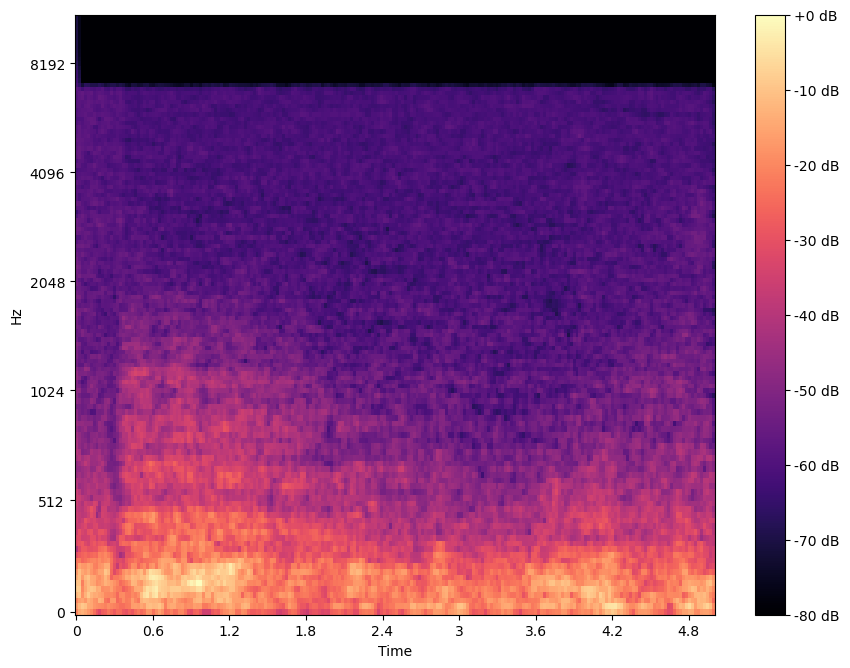 +0 dB
8192
-10 dB
4096
-20 dB
-30 dB
2048
Hz
-40 dB
1024
-50 dB
512
-60 dB
-70 dB
0
-80 dB
0 0.6 1.2 1.8 2.4 3 3.6 4.2 4.8
Time